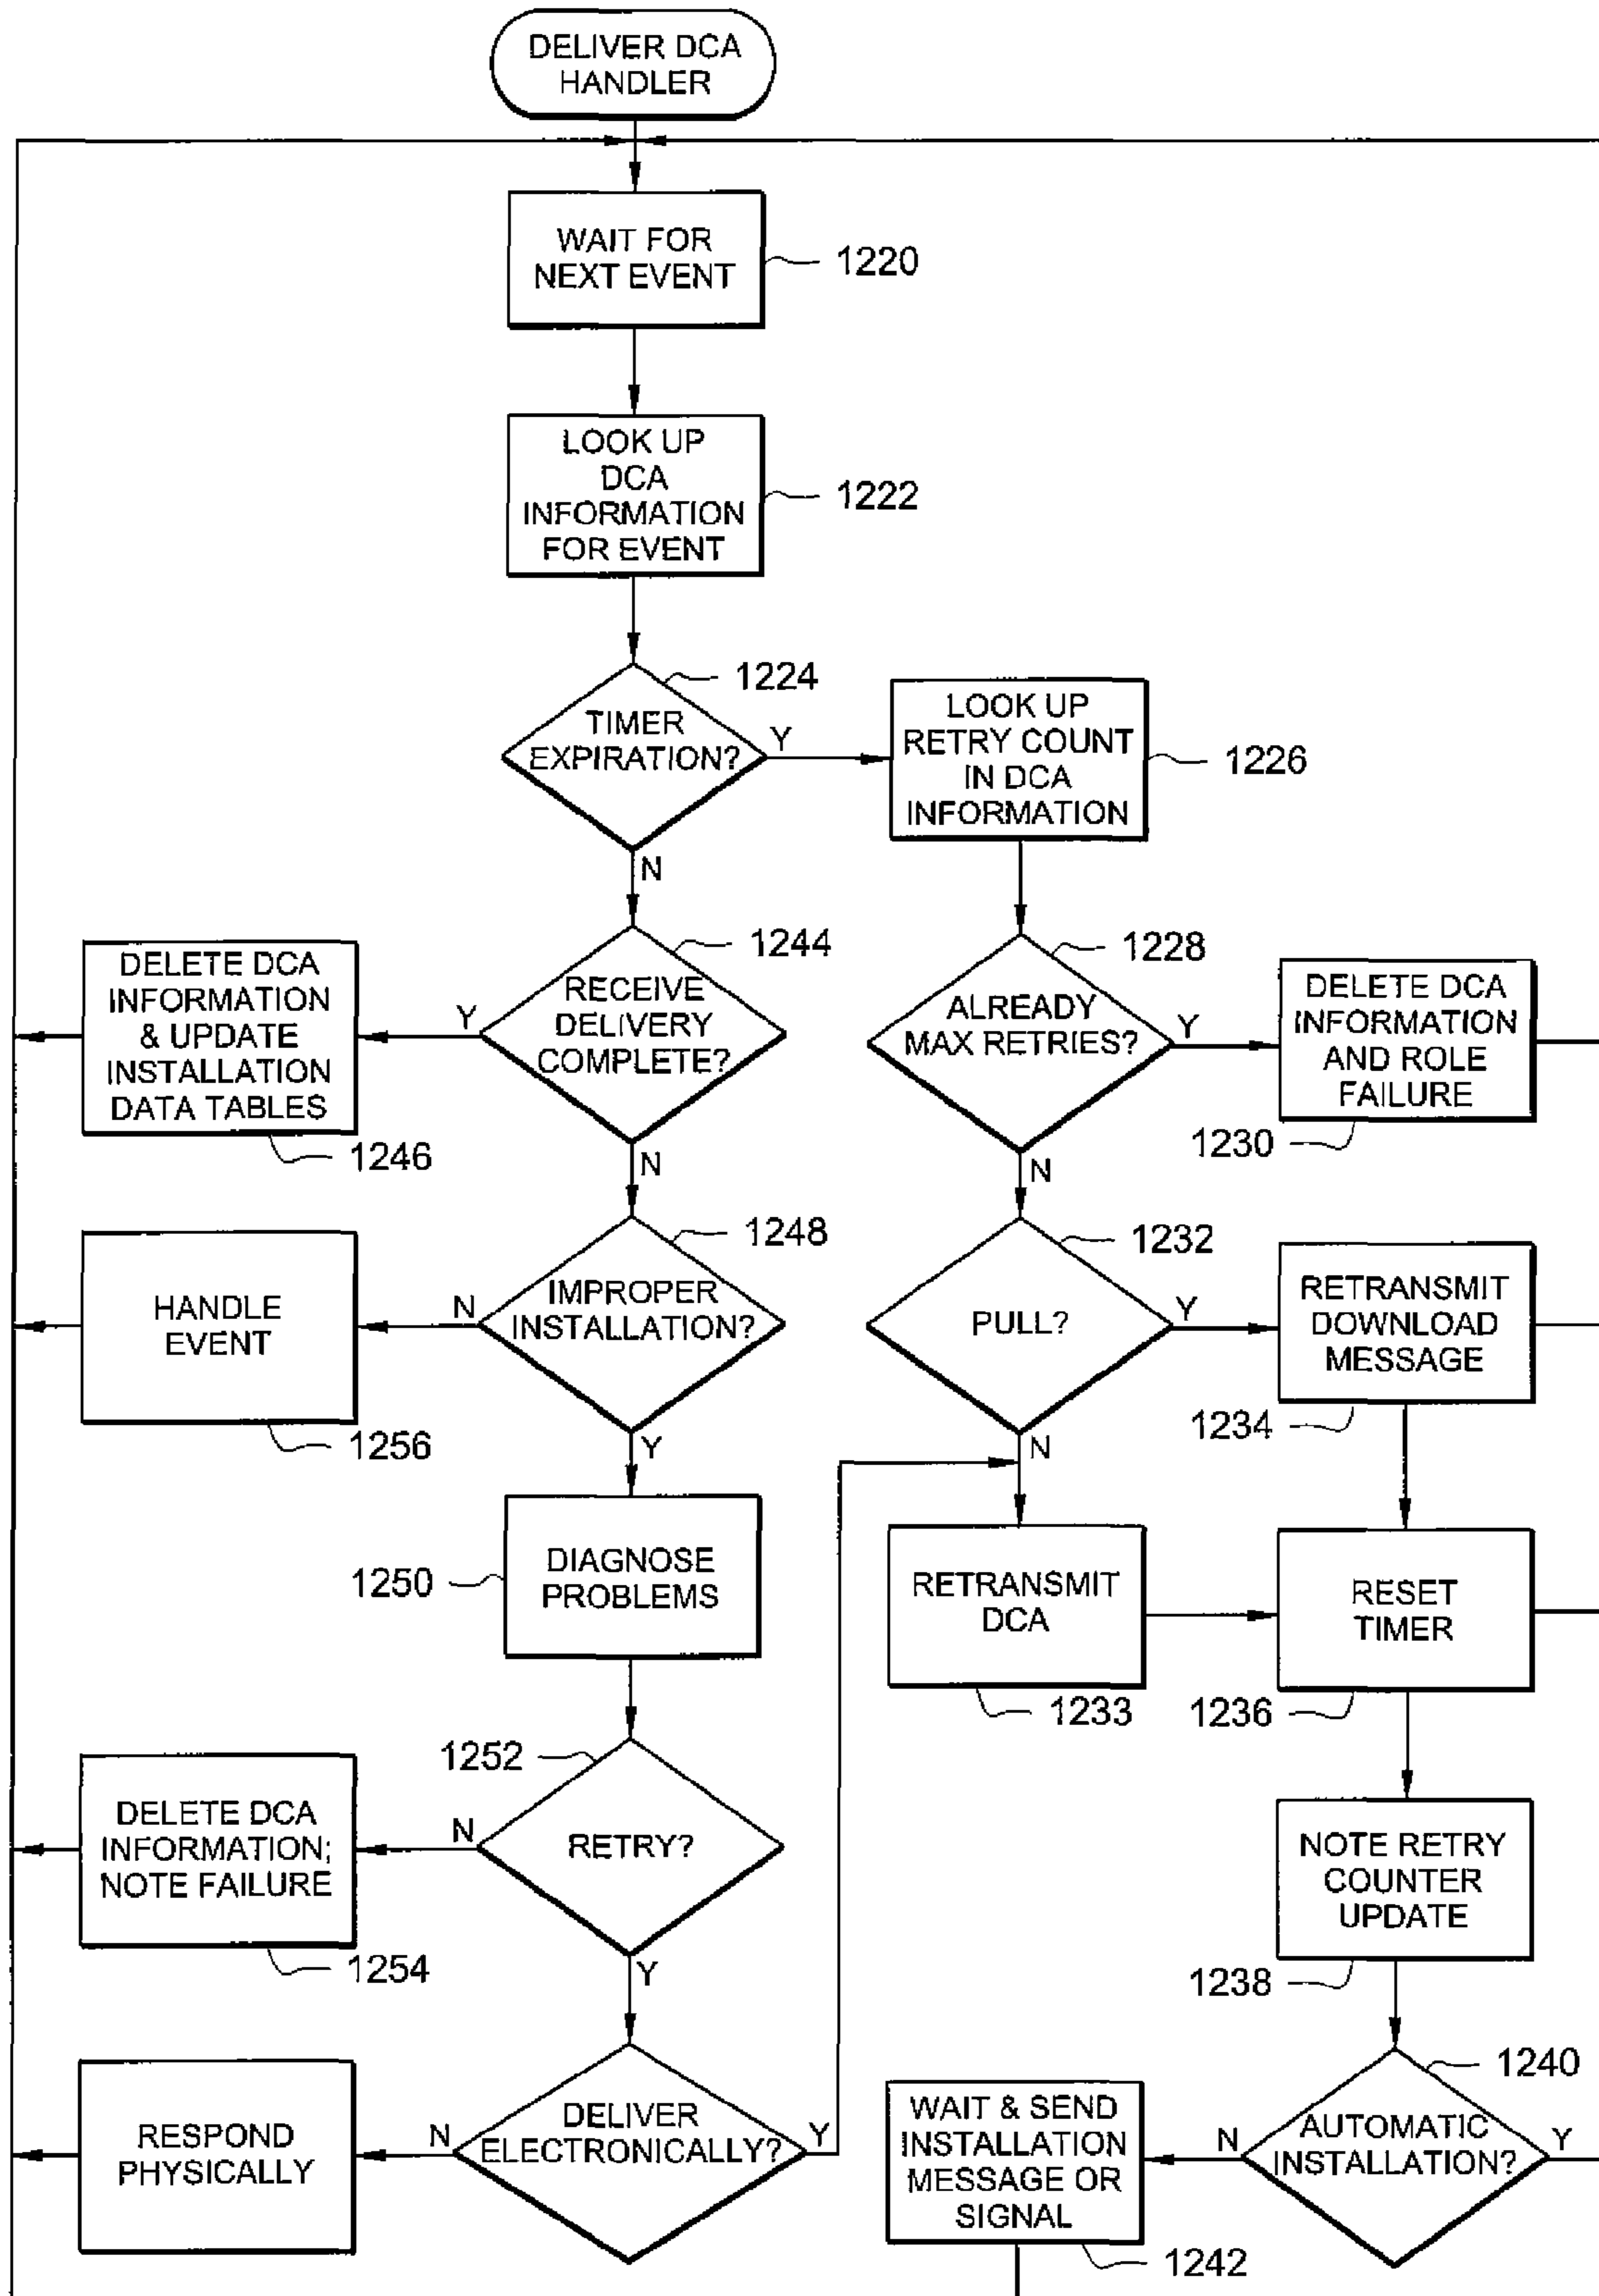 DELIVER DCA
HANDLER
WAIT FOR
NEXT EVENT
1220
LOOK UP
DCA
INFORMATION
FOR EVENT
1222
1224
TIMER
EXPIRATION?
Y
N
LOOK UP
RETRY COUNT
IN DCA
INFORMATION
1226
1244
RECEIVE
DELIVERY
COMPLETE?
Y
N
DELETE DCA
INFORMATION
& UPDATE
INSTALLATION
DATA TABLES
1246
1228
ALREADY
MAX RETRIES?
Y
N
DELETE DCA
INFORMATION
AND ROLE
FAILURE
1230
1248
IMPROPER
INSTALLATION?
N
Y
HANDLE
EVENT
1256
1232
PULL?
Y
N
RETRANSMIT
DOWNLOAD
MESSAGE
1234
1250
DIAGNOSE
PROBLEMS
RETRANSMIT
DCA
1233
RESET
TIMER
1236
1252
RETRY?
N
Y
DELETE DCA
INFORMATION;
NOTE FAILURE
1254
NOTE RETRY
COUNTER
UPDATE
1238
DELIVER
ELECTRONICALLY?
N
Y
RESPOND
PHYSICALLY
1240
AUTOMATIC
INSTALLATION?
N
Y
WAIT & SEND
INSTALLATION
MESSAGE OR
SIGNAL
1242